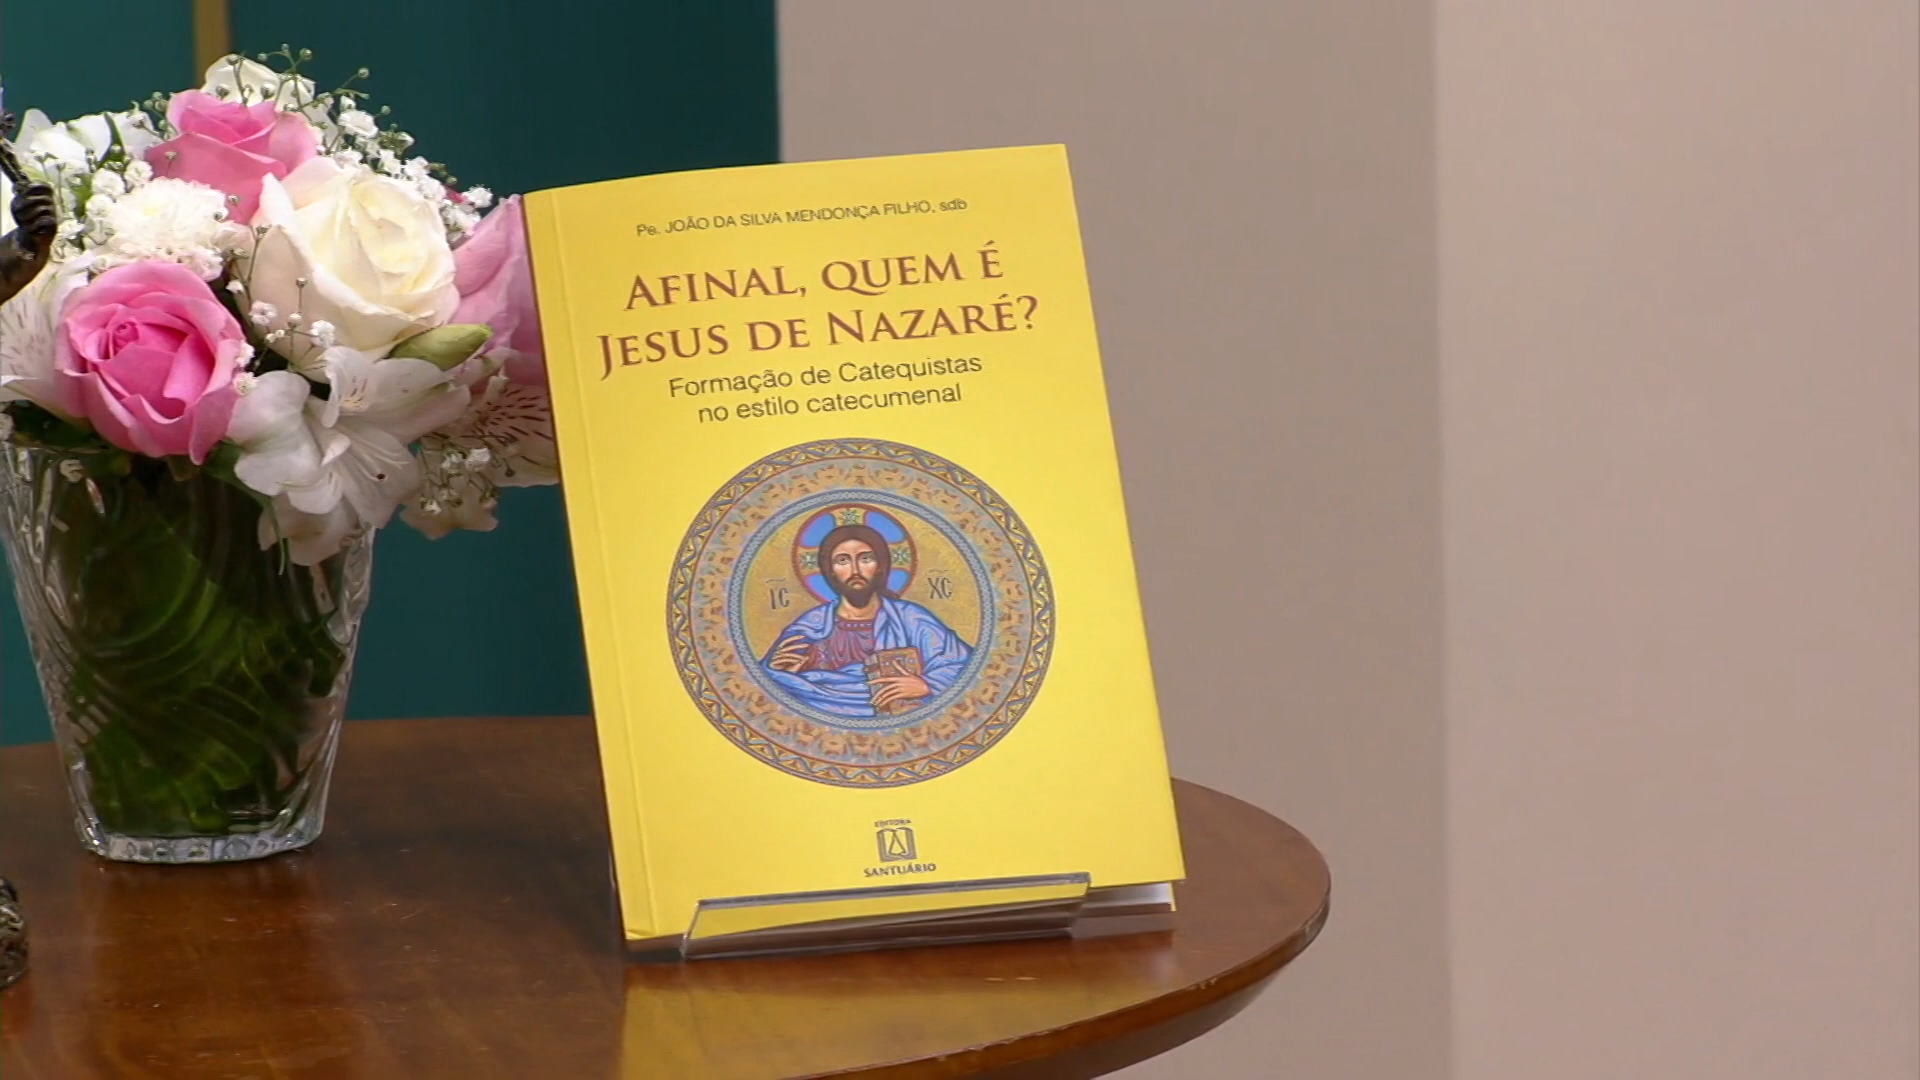 Pe. JOÃO DA SILVA MENDONÇA FILHO, sdb
AFINAL, QUEM É
JESUS DE NAZARÉ?
Formação de Catequistas
no estilo catecumenal
IC XC
EDITORA
SANTUÁRIO